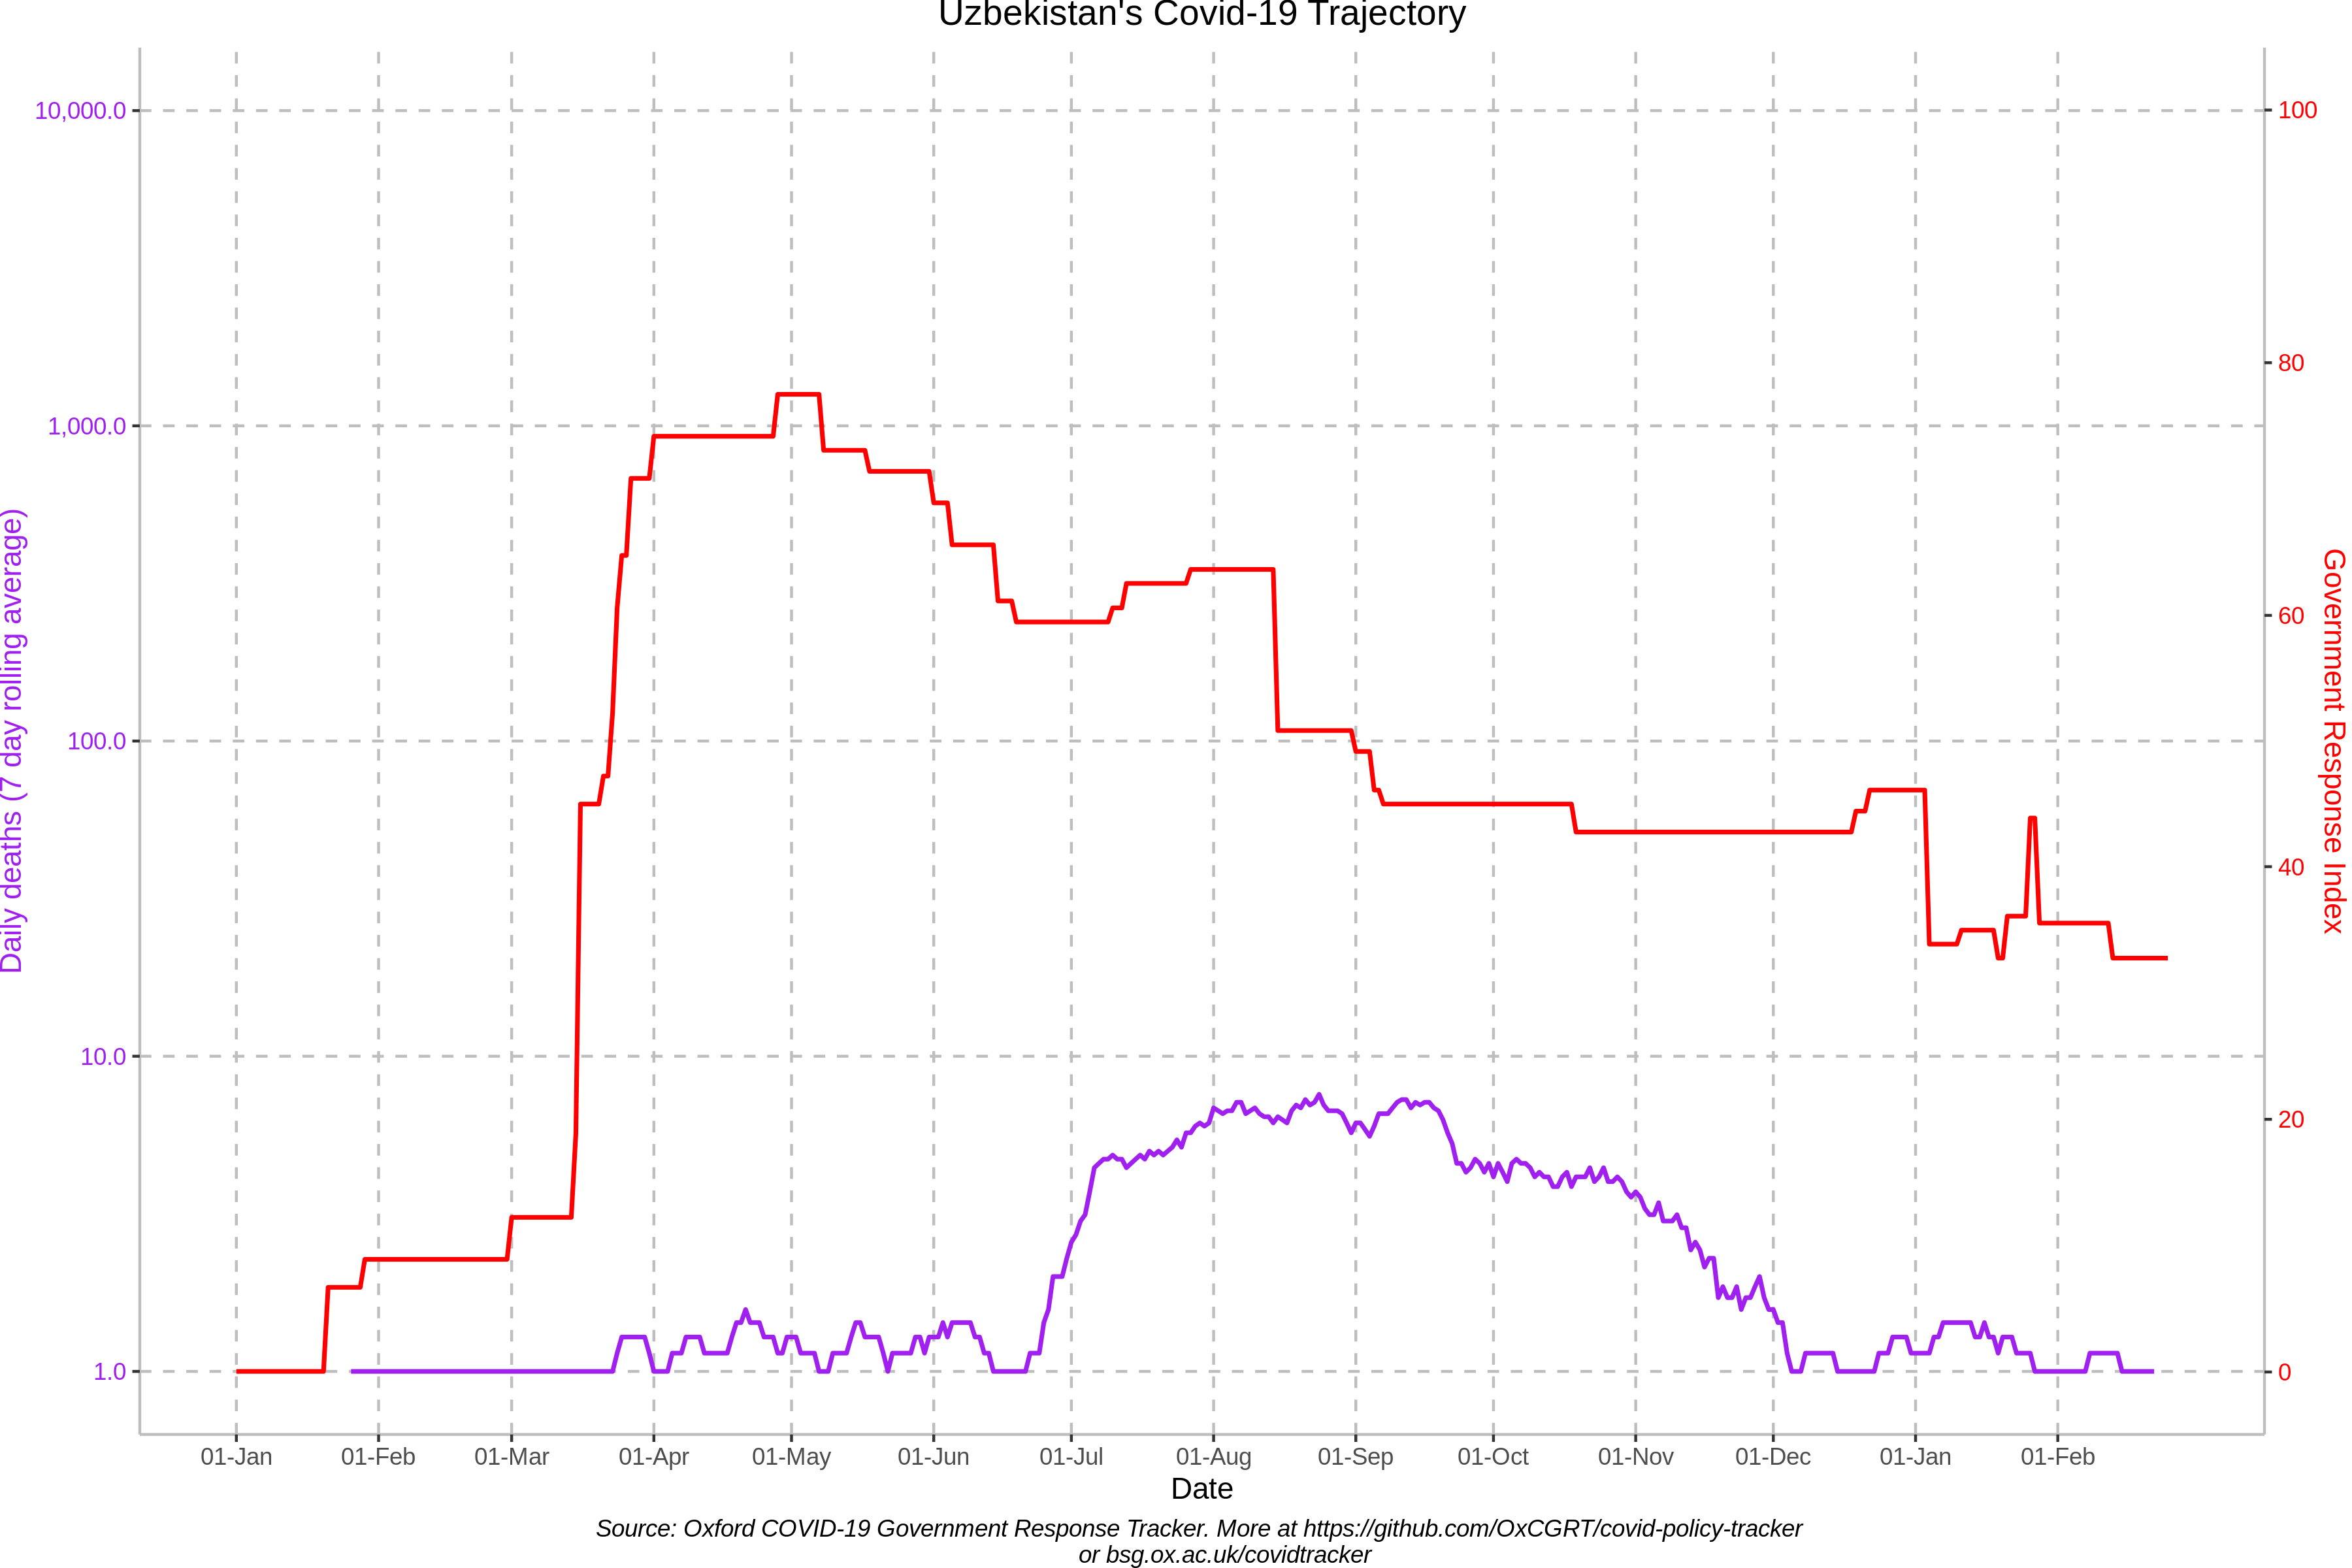 Uzbekistan's Covid-19 Trajectory
10,000.0
1,000.0
100.0
10.0
1.0
Daily deaths (7 day rolling average)
100
80
60
40
20
0
Government Response Index
01-Jan
01-Feb
01-Mar
01-Apr
01-May
01-Jun
01-Jul
01-Aug
01-Sep
01-Oct
01-Nov
01-Dec
01-Jan
01-Feb
Date
Source: Oxford COVID-19 Government Response Tracker. More at https://github.com/OxCGRT/covid-policy-tracker
or bsg.ox.ac.uk/covidtracker